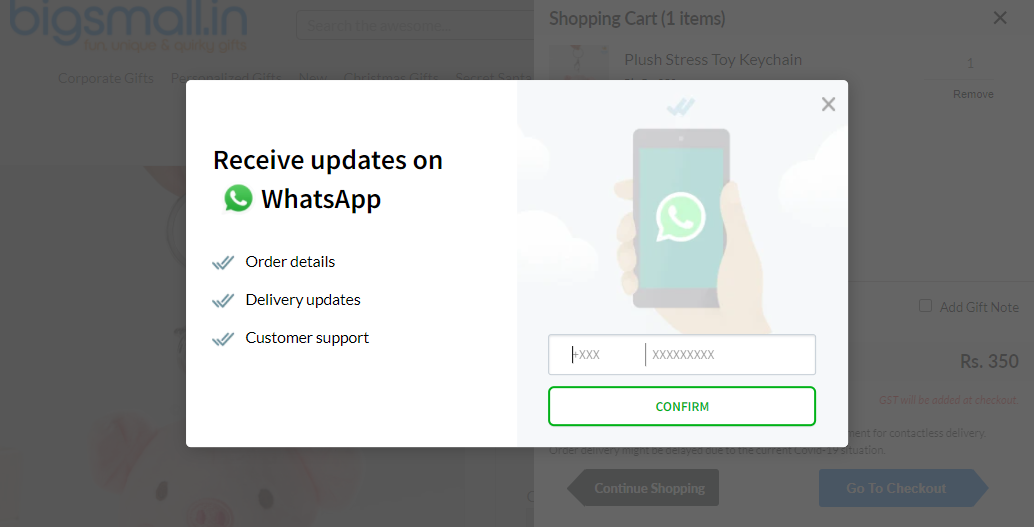 bigsmall.in
fun, unique & quirky gifts
Search the awesome...
Corporate Gifts Personalized Gifts New Christmas Gifts Secret Santa
Shopping Cart (1 items)
Plush Stress Toy Keychain
1
Remove
Receive updates on
WhatsApp
Order details
Delivery updates
Customer support
+XXX XXXXXXXXX
CONFIRM
Add Gift Note
Rs. 350
GST will be added at checkout
ment for contactless delivery.
Order delivery might be delayed due to the current Covid-19 situation.
Continue Shopping
Go To Checkout